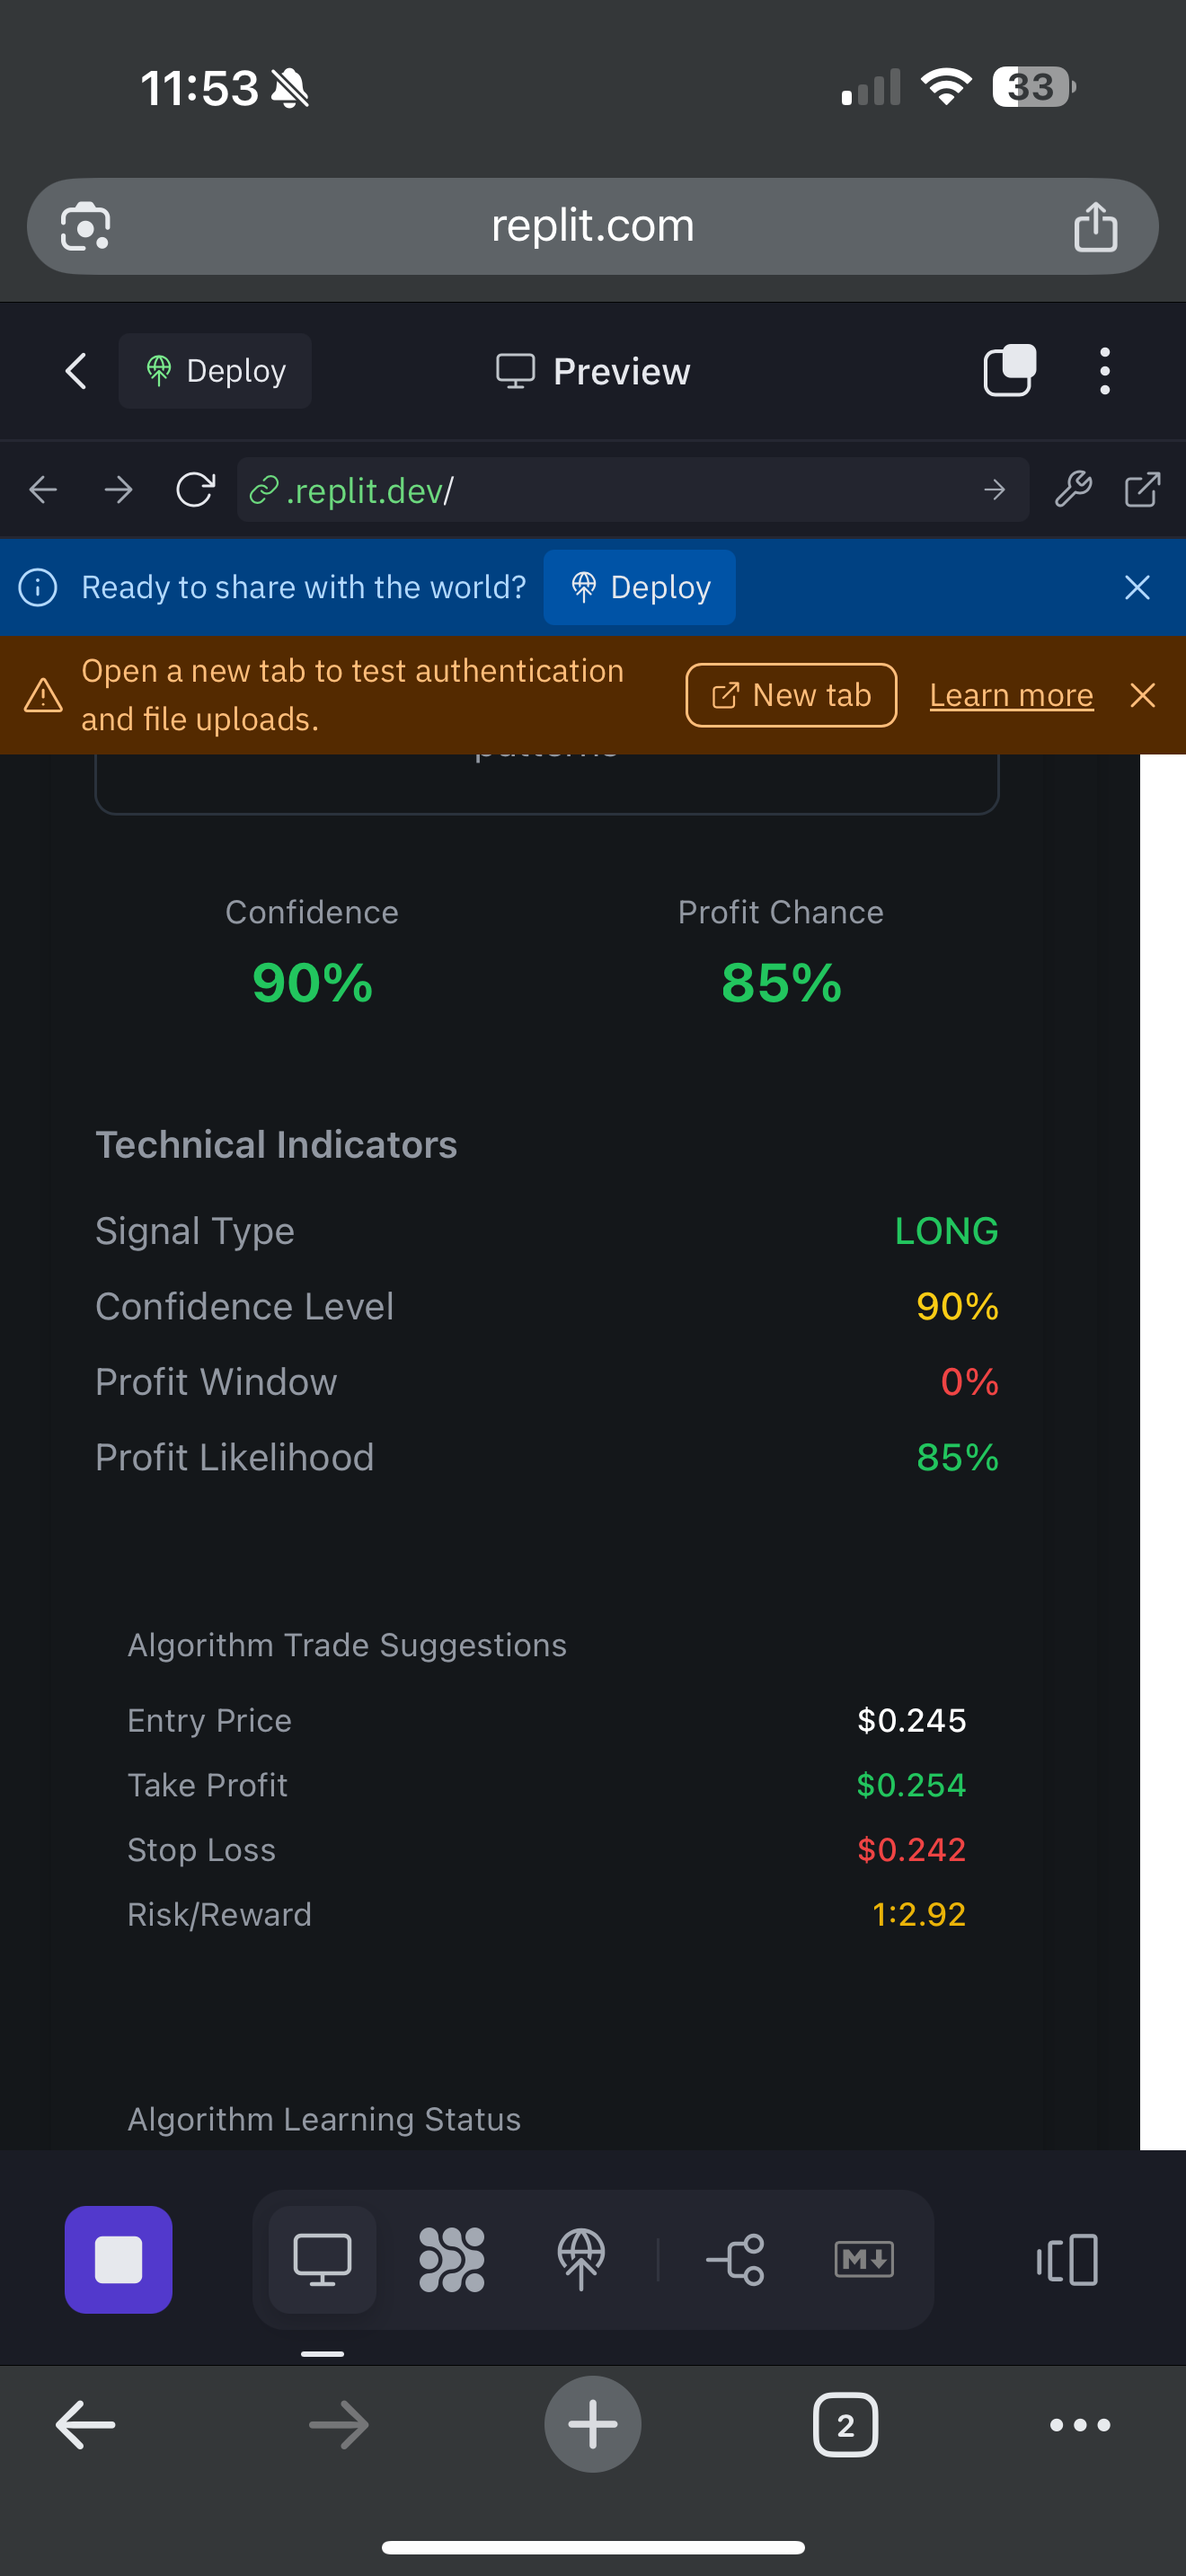 11:53
33
replit.com
Deploy
Preview
.replit.dev/
Ready to share with the world?
Deploy
Open a new tab to test authentication
and file uploads.
New tab
Learn more
patterns
Confidence
Profit Chance
90%
85%
Technical Indicators
Signal Type
LONG
Confidence Level
90%
Profit Window
0%
Profit Likelihood
85%
Algorithm Trade Suggestions
Entry Price
$0.245
Take Profit
$0.254
Stop Loss
$0.242
Risk/Reward
1:2.92
Algorithm Learning Status
M
2